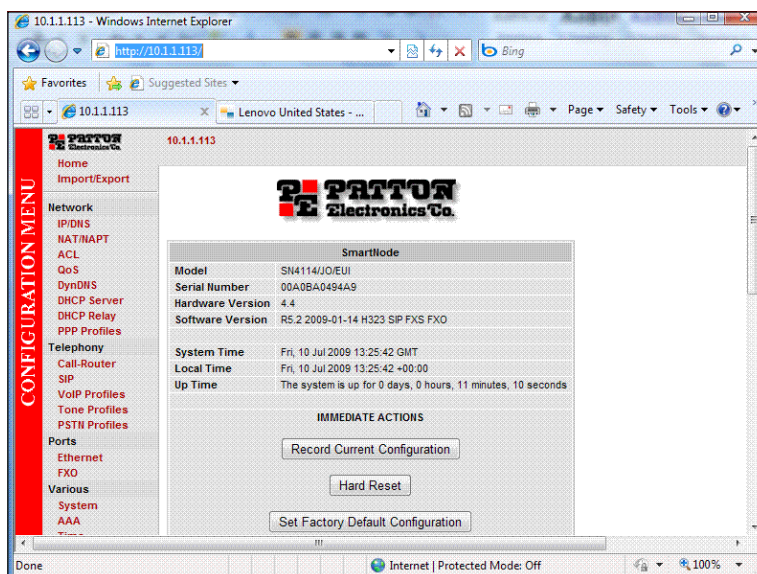 10.1.1.113 - Windows Internet Explorer
http://10.1.1.113/
Bing
Favorites
Suggested Sites
10.1.1.113
Lenovo United States - ...
Page
Safety
Tools
CONFIGURATION MENU
PATTON
Electronics Co.
Home
Import/Export
Network
IP/DNS
NAT/NAPT
ACL
QoS
DynDNS
DHCP Server
DHCP Relay
PPP Profiles
Telephony
Call-Router
SIP
VoIP Profiles
Tone Profiles
PSTN Profiles
Ports
Ethernet
FXO
Various
System
AAA
Time
10.1.1.113
PATTON
Electronics Co.
SmartNode
Model SN4114/JO/EUI
Serial Number 00A0BA0494A9
Hardware Version 4.4
Software Version R5.2 2009-01-14 H323 SIP FXS FXO
System Time Fri, 10 Jul 2009 13:25:42 GMT
Local Time Fri, 10 Jul 2009 13:25:42 +00:00
Up Time The system is up for 0 days, 0 hours, 11 minutes, 10 seconds
IMMEDIATE ACTIONS
Record Current Configuration
Hard Reset
Set Factory Default Configuration
Done
Internet | Protected Mode: Off
100%